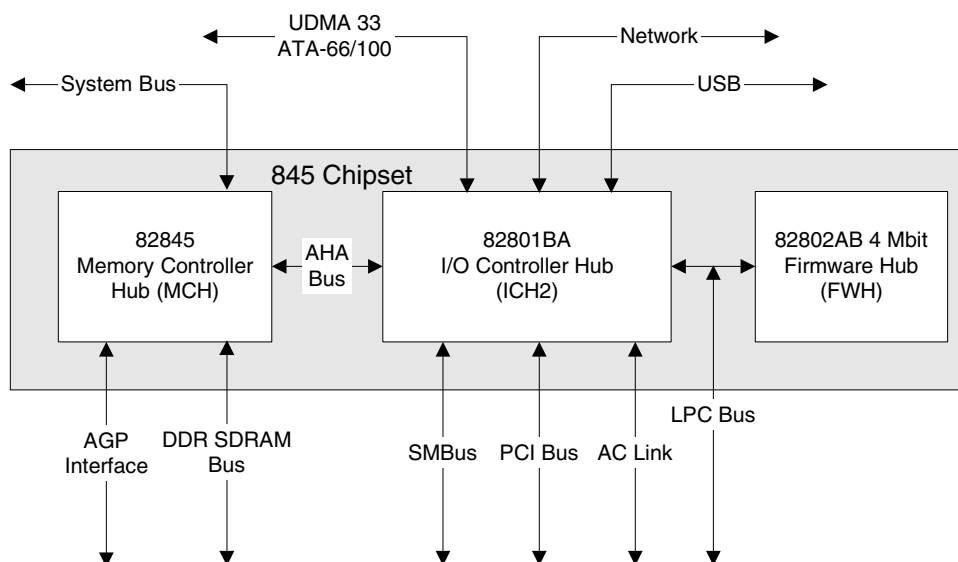 UDMA 33
ATA-66/100
Network
System Bus
USB
845 Chipset
82845
Memory Controller
Hub (MCH)
AHA
Bus
82801BA
I/O Controller Hub
(ICH2)
82802AB 4 Mbit
Firmware Hub
(FWH)
AGP
Interface
DDR SDRAM
Bus
SMBus
PCI Bus
AC Link
LPC Bus